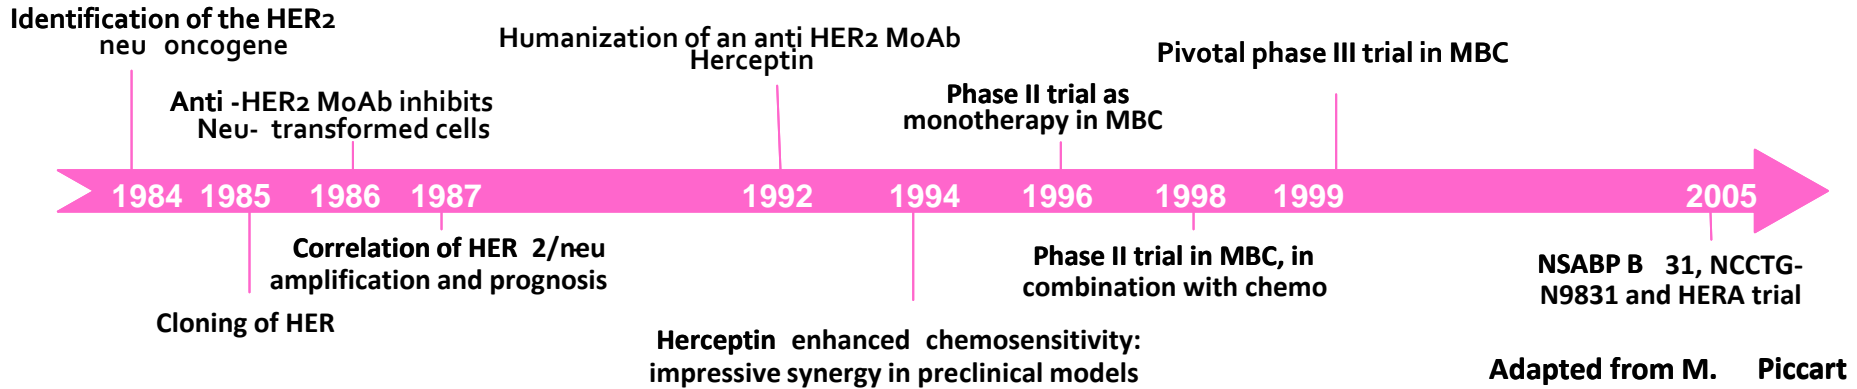 Identification of the HER2
neu oncogene
Anti -HER2 MoAb inhibits
Neu- transformed cells
Humanization of an anti HER2 MoAb
Herceptin
Phase II trial as
monotherapy in MBC
Pivotal phase III trial in MBC
1984 1985 1986 1987 1992 1994 1996 1998 1999 2005
Cloning of HER
Correlation of HER 2/neu
amplification and prognosis
Herceptin enhanced chemosensitivity:
impressive synergy in preclinical models
Phase II trial in MBC, in
combination with chemo
NSABP B 31, NCCTG-
N9831 and HERA trial
Adapted from M. Piccart